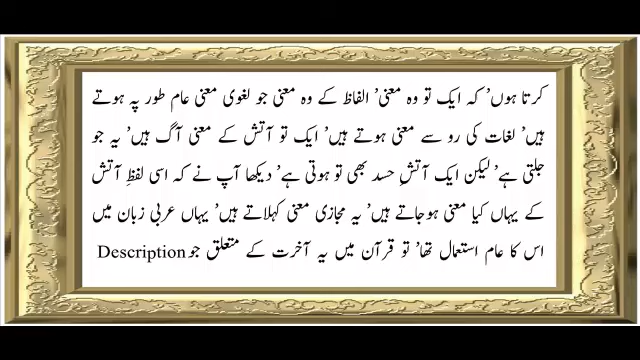 کرتا ہوں’ کہ ایک تو وہ معنی’ الفاظ کے وہ معنی جو لغوی معنی عام طور پہ ہوتے
ہیں’ لغات کی رو سے معنی ہوتے ہیں’ ایک تو آتش کے معنی آگ ہیں’ یہ جو
جلتی ہے’ لیکن ایک آتشِ حسد بھی تو ہوتی ہے’ دیکھا آپ نے کہ اسی لفظِ آتش
کے یہاں کیا معنی ہوجاتے ہیں’ یہ مجازی معنی کہلاتے ہیں’ یہاں عربی زبان میں
اس کا عام استعمال تھا’ تو قرآن میں یہ آخرت کے متعلق جو Description